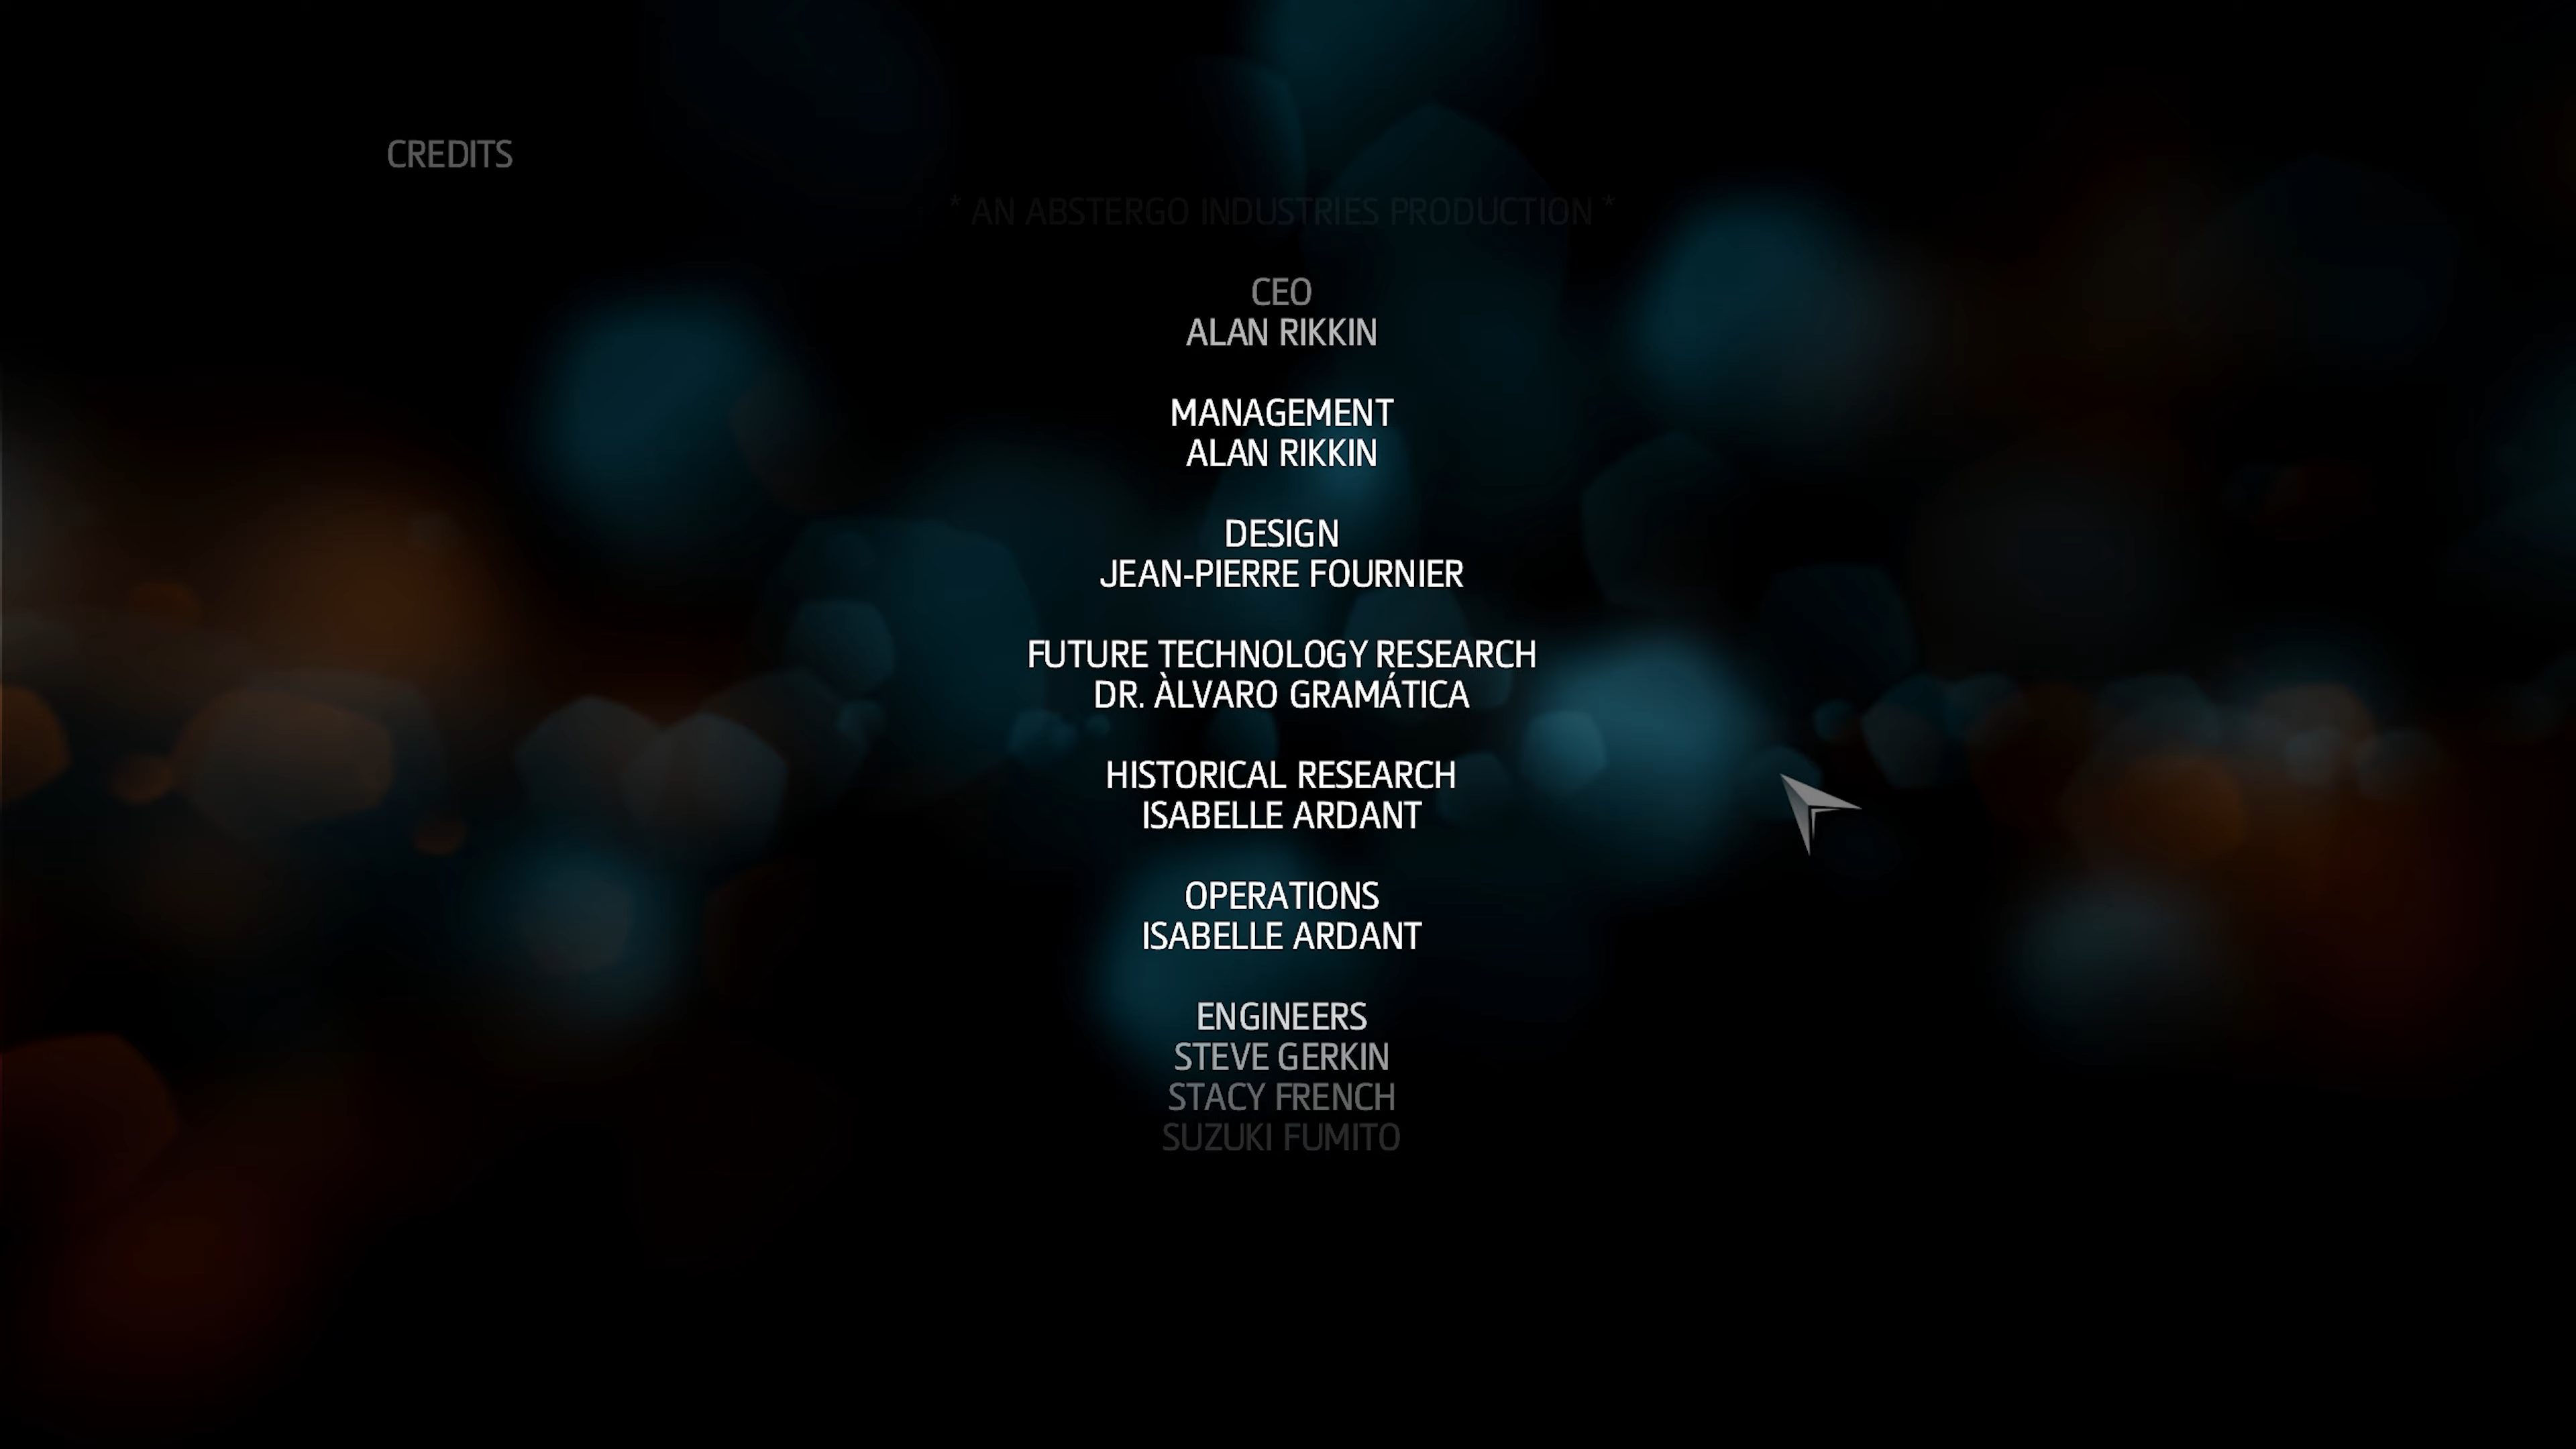 CREDITS
* AN ABSTERGO INDUSTRIES PRODUCTION *
CEO
ALAN RIKKIN
MANAGEMENT
ALAN RIKKIN
DESIGN
JEAN-PIERRE FOURNIER
FUTURE TECHNOLOGY RESEARCH
DR. ÀLVARO GRAMÁTICA
HISTORICAL RESEARCH
ISABELLE ARDANT
OPERATIONS
ISABELLE ARDANT
ENGINEERS
STEVE GERKIN
STACY FRENCH
SUZUKI FUMITO